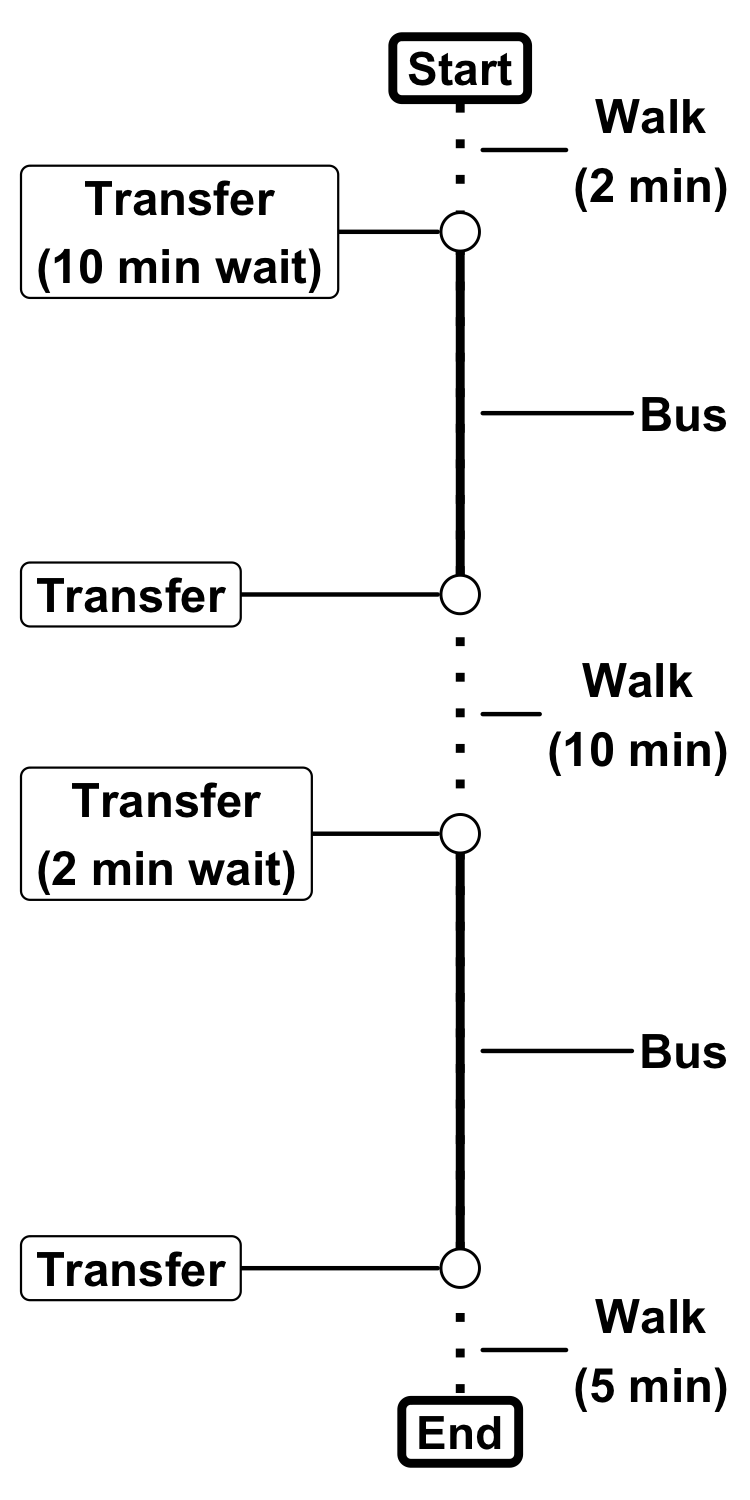 Start
Walk
(2 min)
Transfer
(10 min wait)
Bus
Transfer
Walk
(10 min)
Transfer
(2 min wait)
Bus
Transfer
Walk
(5 min)
End